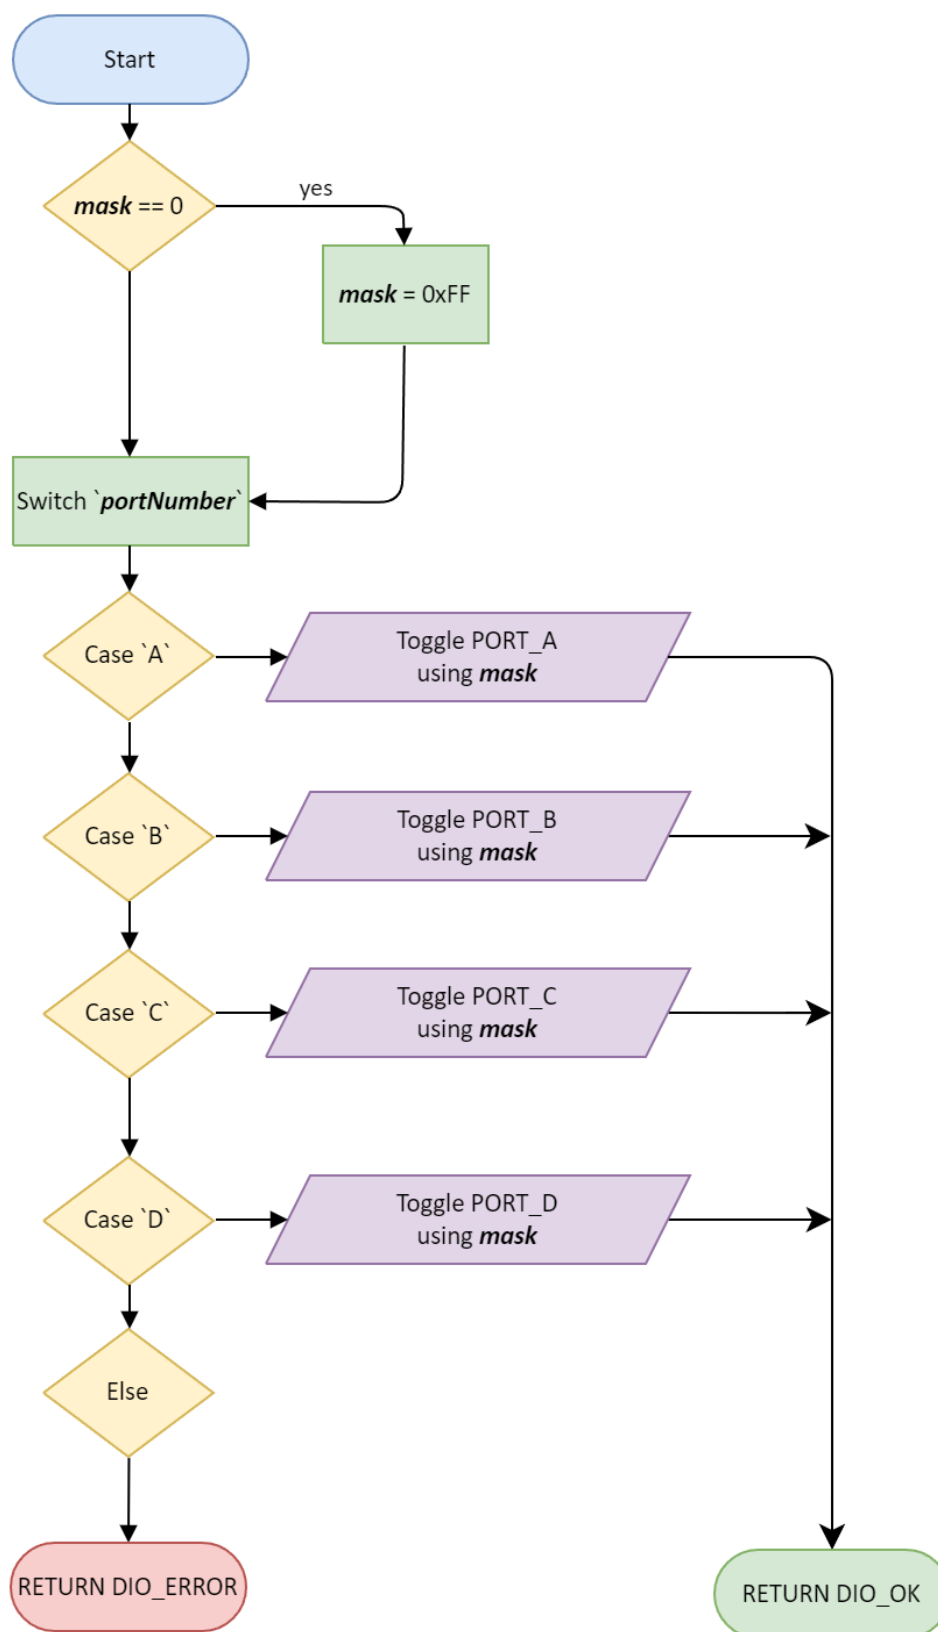 Start
mask == 0
yes
mask = 0xFF
Switch `portNumber`
Case `A`
Toggle PORT_A
using mask
Case `B`
Toggle PORT_B
using mask
Case `C`
Toggle PORT_C
using mask
Case `D`
Toggle PORT_D
using mask
Else
RETURN DIO_ERROR
RETURN DIO_OK